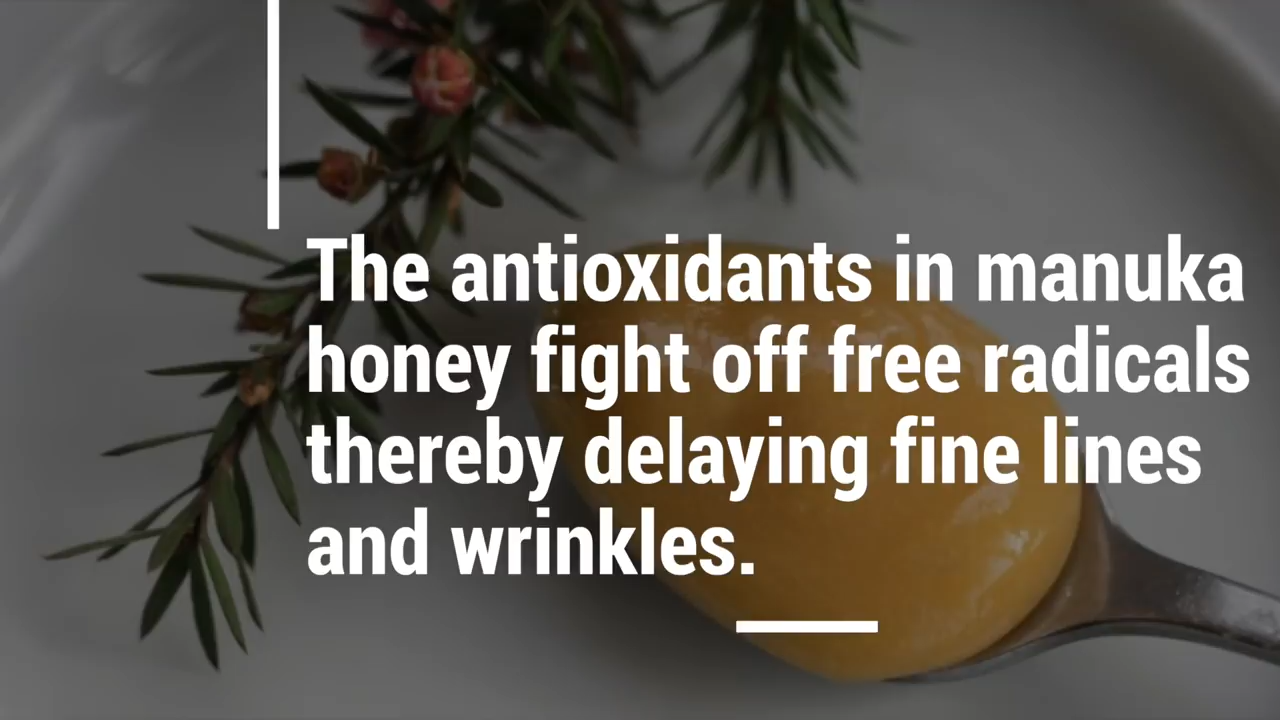 The antioxidants in manuka
honey fight off free radicals
thereby delaying fine lines
and wrinkles.